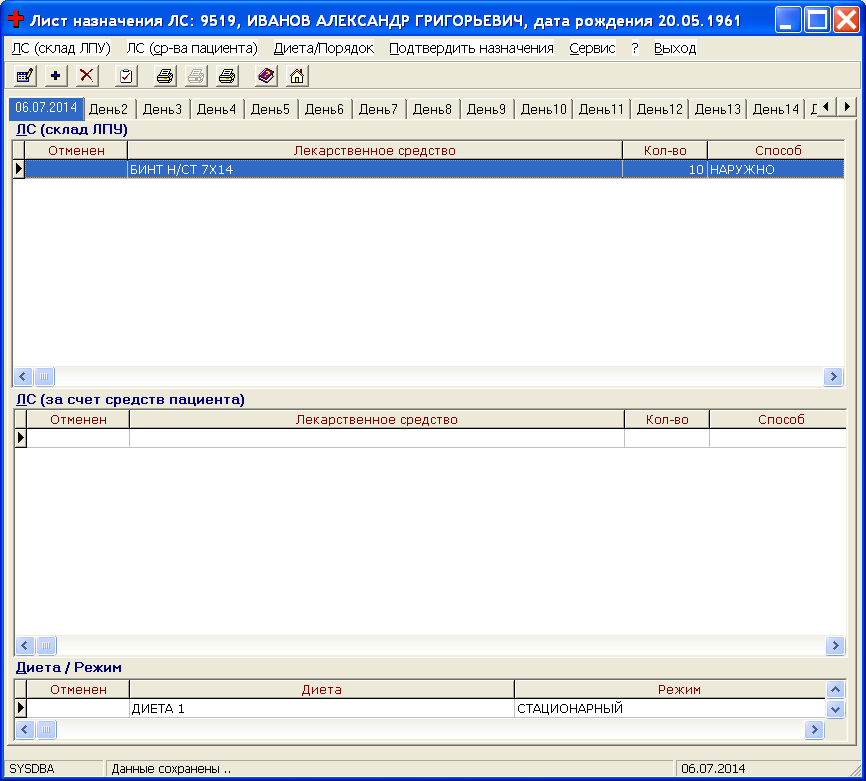 Лист назначения ЛС: 9519, ИВАНОВ АЛЕКСАНДР ГРИГОРЬЕВИЧ, дата рождения 20.05.1961
ЛС (склад ЛПУ) ЛС (ср-ва пациента) Диета/Порядок Подтвердить назначения Сервис ? Выход
06.07.2014 День2 День3 День4 День5 День6 День7 День8 День9 День10 День11 День12 День13 День14
ЛС (склад ЛПУ)
Отменен Лекарственное средство Кол-во Способ
БИНТ Н/СТ 7X14 10 НАРУЖНО
ЛС (за счет средств пациента)
Отменен Лекарственное средство Кол-во Способ
Диета / Режим
Отменен Диета Режим
ДИЕТА 1 СТАЦИОНАРНЫЙ
SYSDBA Данные сохранены .. 06.07.2014